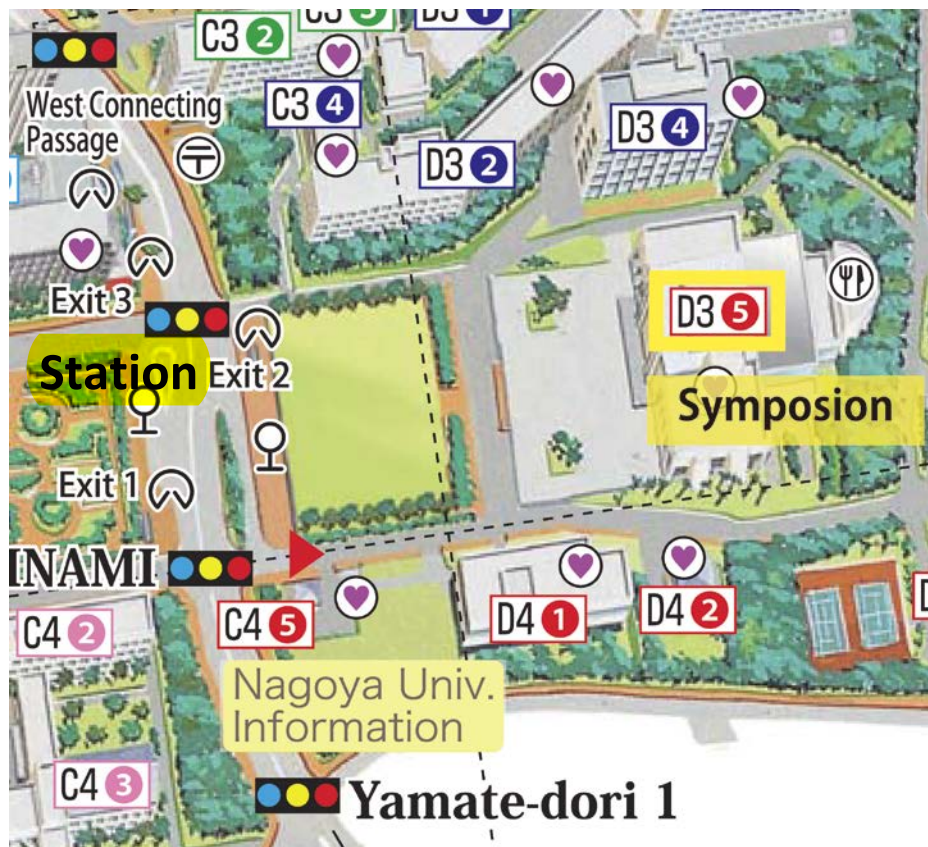 C3 2
C3 4
D3 2
D3 4
West Connecting
Passage
Exit 3
D3 5
Station
Exit 2
Symposion
Exit 1
INAMI
C4 2
C4 5
D4 1
D4 2
Nagoya Univ.
Information
C4 3
Yamate-dori 1